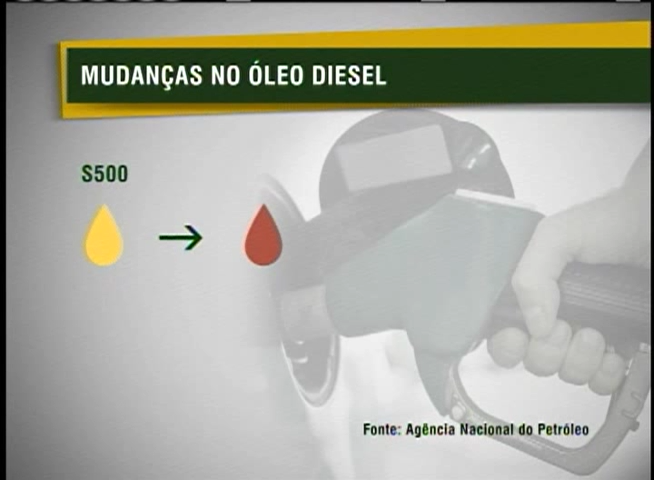 MUDANÇAS NO ÓLEO DIESEL
S500
Fonte: Agência Nacional do Petróleo